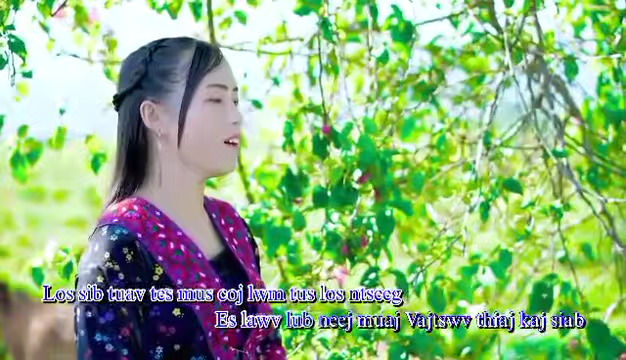 Los sib tuav tes mus coj lwm tus los ntseeg
Es lawv lub neej muaj Vajtswv thiaj kaj siab